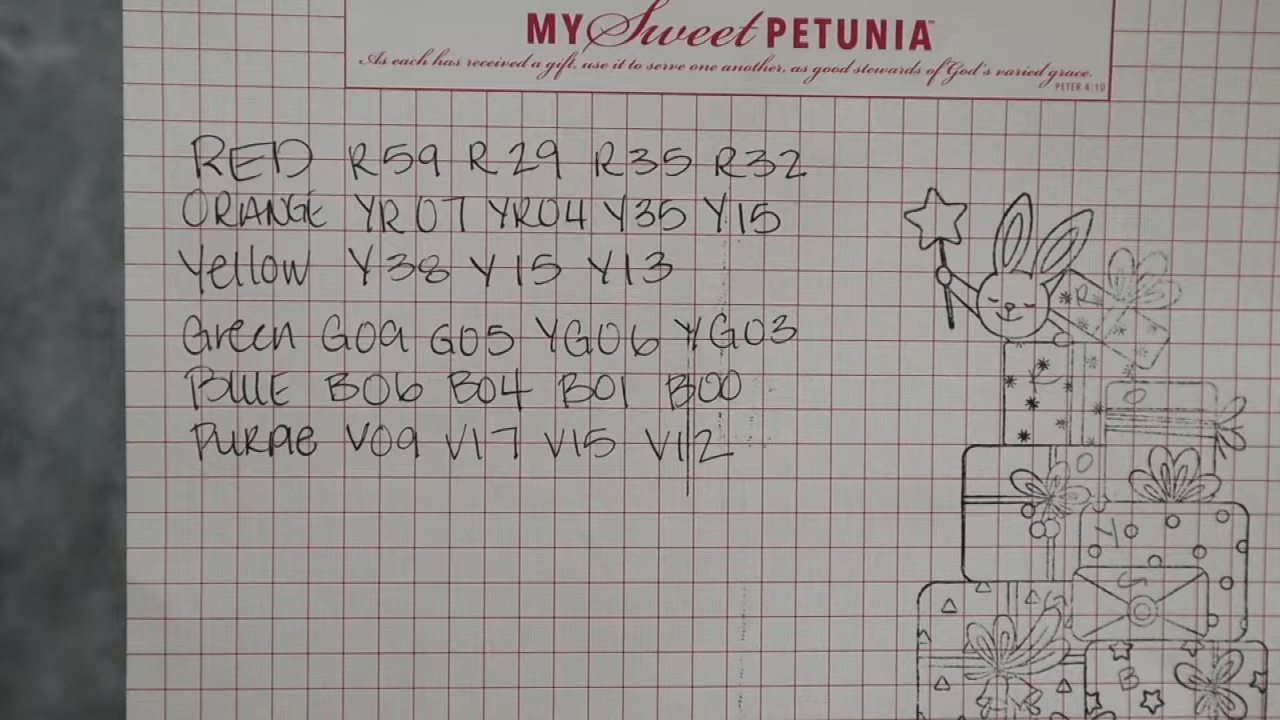 MY Sweet PETUNIA™
As each has received a gift, use it to serve one another, as good stewards of God's varied grace.
PETER 4:10
RED R59 R29 R35 R32
ORANGE YR07 YR04 Y35 Y15
Yellow Y38 Y15 Y13
Green G09 G05 YG06 YG03
BLUE B06 B04 B01 B00
PURPLE V09 V17 V15 V12
R
P
O
Y
G
B